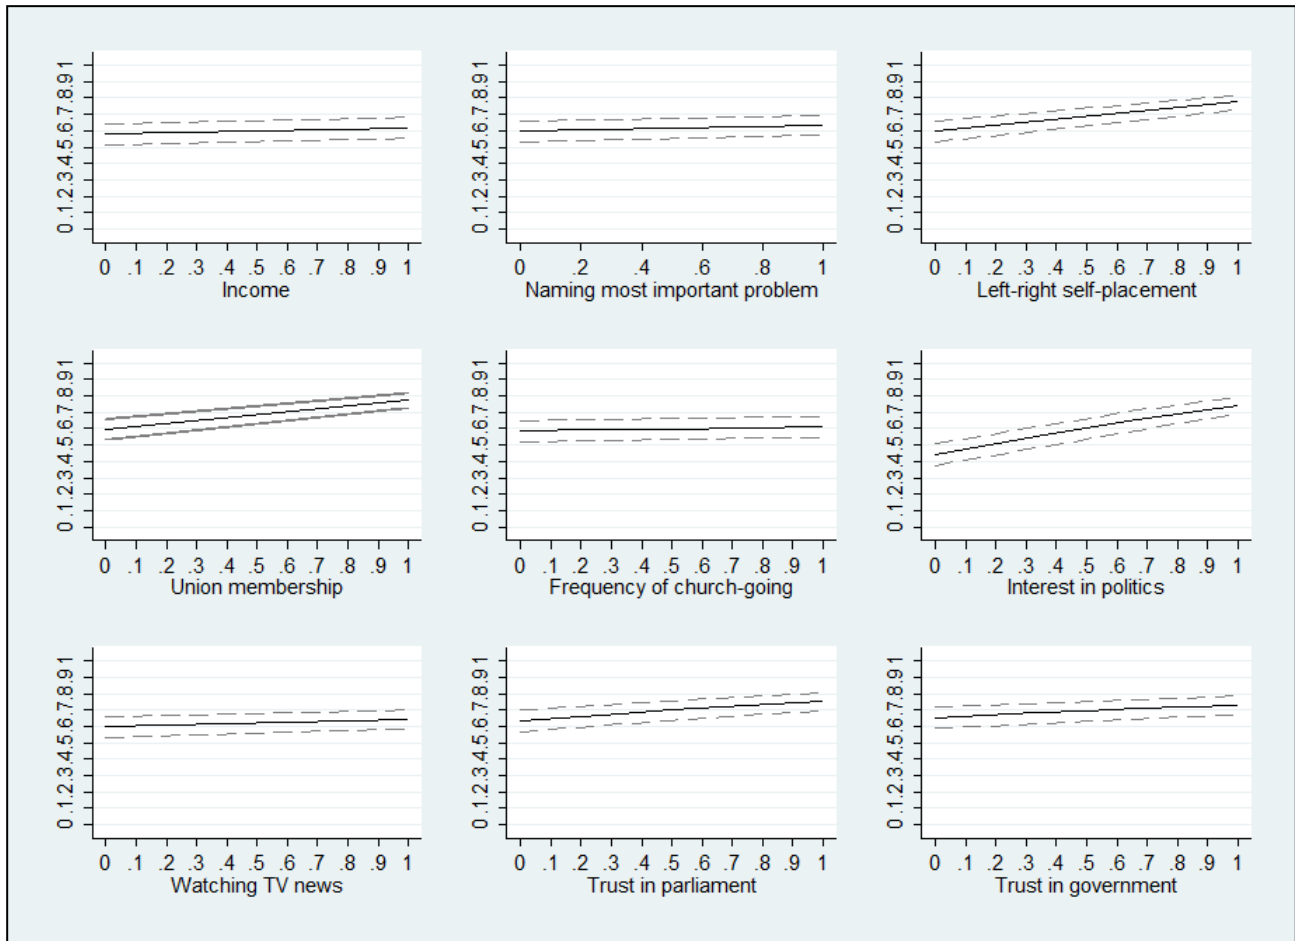 0 .1 .2 .3 .4 .5 .6 .7 .8 .9 1
0 .1 .2 .3 .4 .5 .6 .7 .8 .9 1
Income
0 .1 .2 .3 .4 .5 .6 .7 .8 .9 1
0 .2 .4 .6 .8 1
Naming most important problem
0 .1 .2 .3 .4 .5 .6 .7 .8 .9 1
0 .1 .2 .3 .4 .5 .6 .7 .8 .9 1
Left-right self-placement
0 .1 .2 .3 .4 .5 .6 .7 .8 .9 1
0 .1 .2 .3 .4 .5 .6 .7 .8 .9 1
Union membership
0 .1 .2 .3 .4 .5 .6 .7 .8 .9 1
0 .1 .2 .3 .4 .5 .6 .7 .8 .9 1
Frequency of church-going
0 .1 .2 .3 .4 .5 .6 .7 .8 .9 1
0 .1 .2 .3 .4 .5 .6 .7 .8 .9 1
Interest in politics
0 .1 .2 .3 .4 .5 .6 .7 .8 .9 1
0 .1 .2 .3 .4 .5 .6 .7 .8 .9 1
Watching TV news
0 .1 .2 .3 .4 .5 .6 .7 .8 .9 1
0 .1 .2 .3 .4 .5 .6 .7 .8 .9 1
Trust in parliament
0 .1 .2 .3 .4 .5 .6 .7 .8 .9 1
0 .1 .2 .3 .4 .5 .6 .7 .8 .9 1
Trust in government